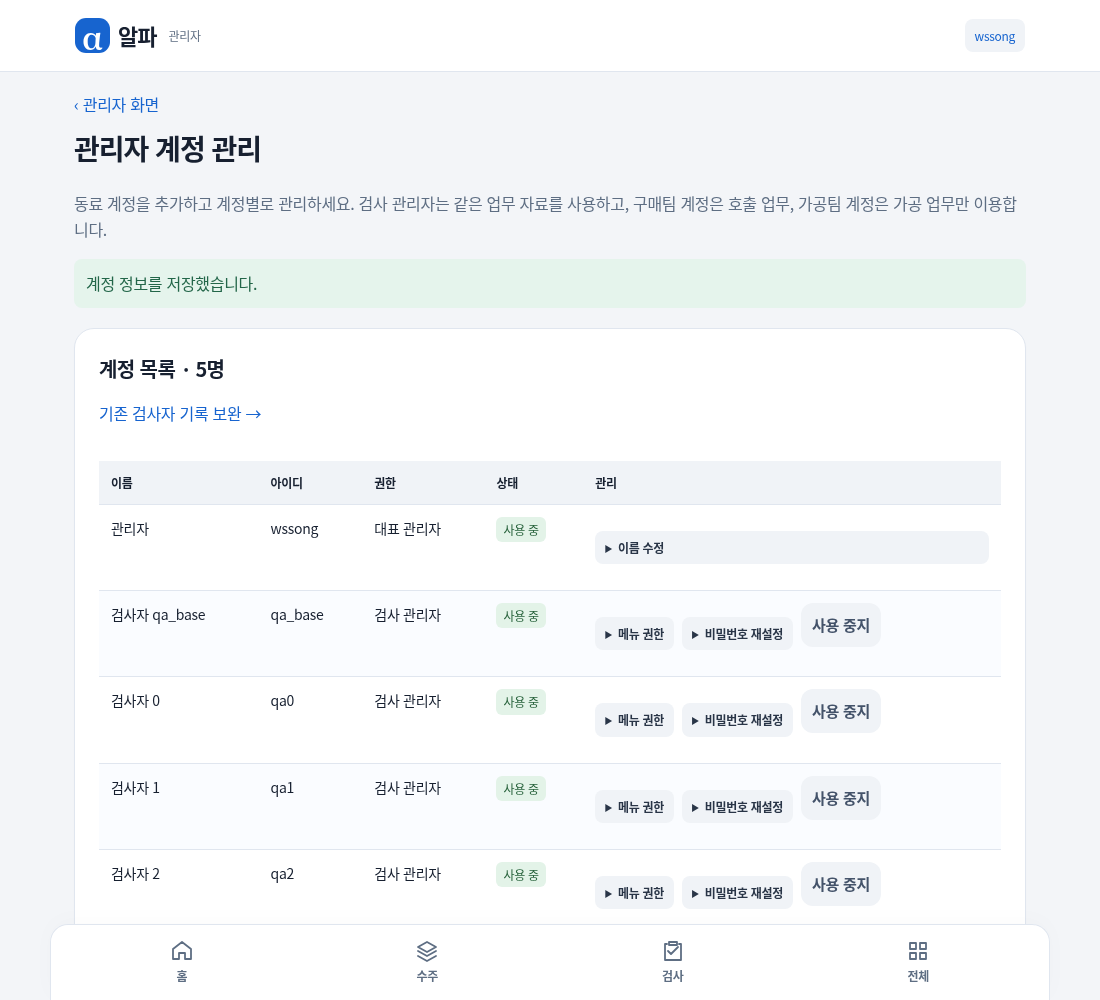 α 알파 관리자
wssong
‹ 관리자 화면
관리자 계정 관리
동료 계정을 추가하고 계정별로 관리하세요. 검사 관리자는 같은 업무 자료를 사용하고, 구매팀 계정은 호출 업무, 가공팀 계정은 가공 업무만 이용합
니다.
계정 정보를 저장했습니다.
계정 목록 · 5명
기존 검사자 기록 보완 →
이름 아이디 권한 상태 관리
관리자 wssong 대표 관리자 사용 중 ▶ 이름 수정
검사자 qa_base qa_base 검사 관리자 사용 중 ▶ 메뉴 권한 ▶ 비밀번호 재설정 사용 중지
검사자 0 qa0 검사 관리자 사용 중 ▶ 메뉴 권한 ▶ 비밀번호 재설정 사용 중지
검사자 1 qa1 검사 관리자 사용 중 ▶ 메뉴 권한 ▶ 비밀번호 재설정 사용 중지
검사자 2 qa2 검사 관리자 사용 중 ▶ 메뉴 권한 ▶ 비밀번호 재설정 사용 중지
홈 수주 검사 전체